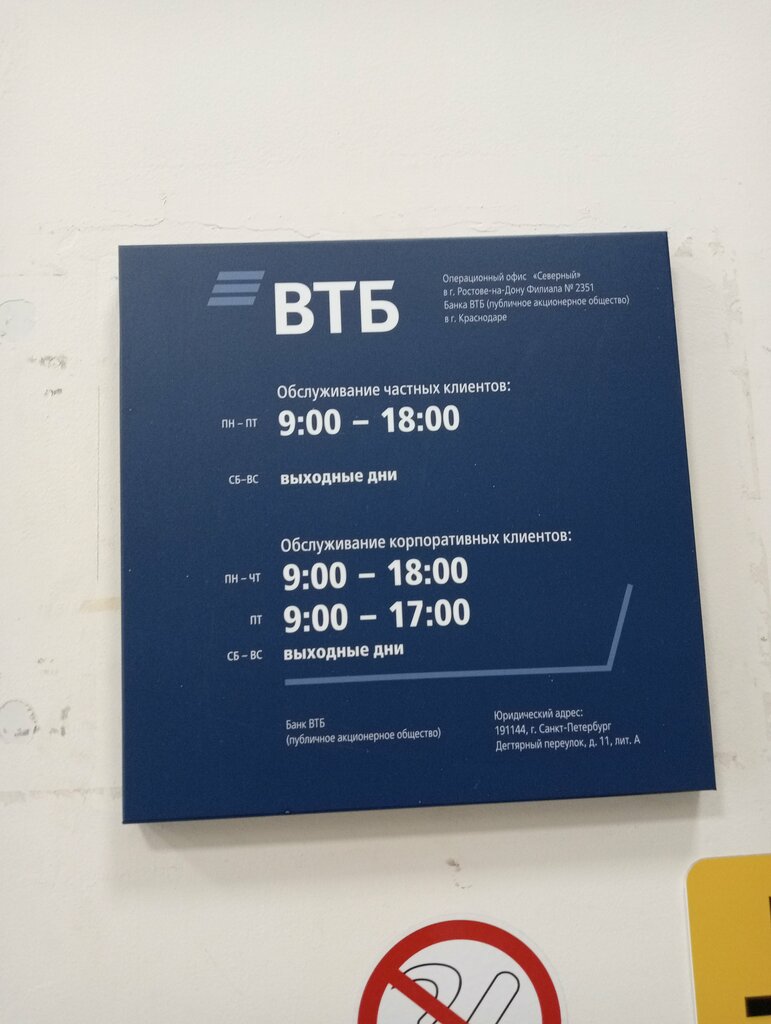 ВТБ
Операционный офис «Северный»
в г. Ростове-на-Дону Филиала № 2351
Банка ВТБ (публичное акционерное общество)
в г. Краснодаре
Обслуживание частных клиентов:
ПН – ПТ 9:00 – 18:00
СБ–ВС выходные дни
Обслуживание корпоративных клиентов:
ПН – ЧТ 9:00 – 18:00
ПТ 9:00 – 17:00
СБ – ВС выходные дни
Банк ВТБ
(публичное акционерное общество)
Юридический адрес:
191144, г. Санкт-Петербург
Дегтярный переулок, д. 11, лит. А